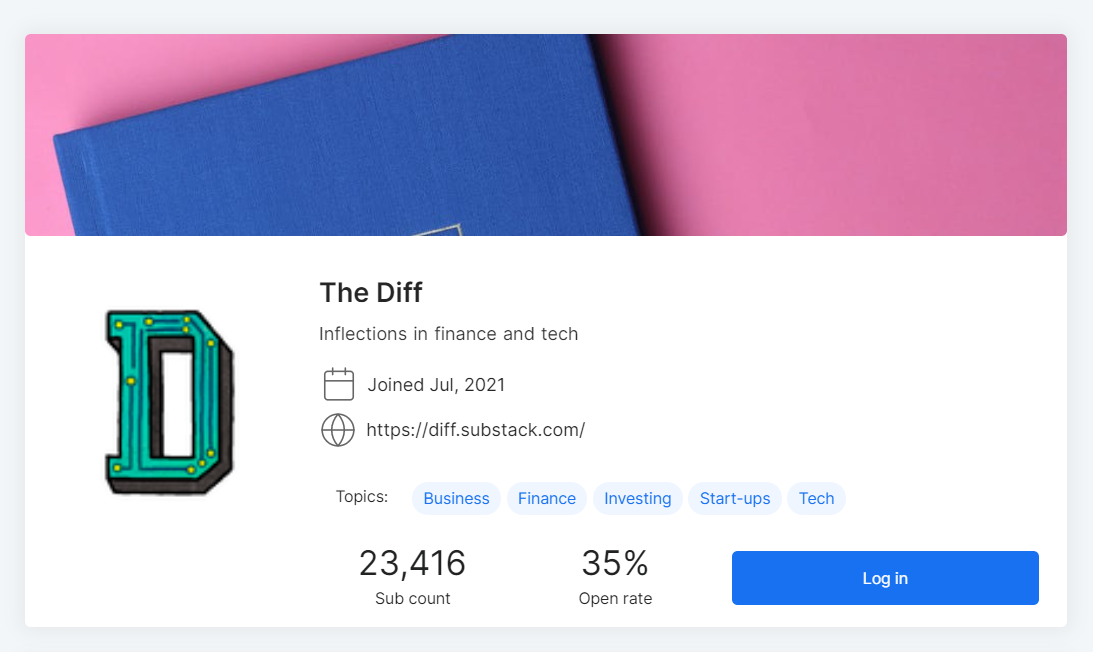 The Diff
Inflections in finance and tech
Joined Jul, 2021
https://diff.substack.com/
Topics: Business Finance Investing Start-ups Tech
23,416 35% Log in
Sub count Open rate